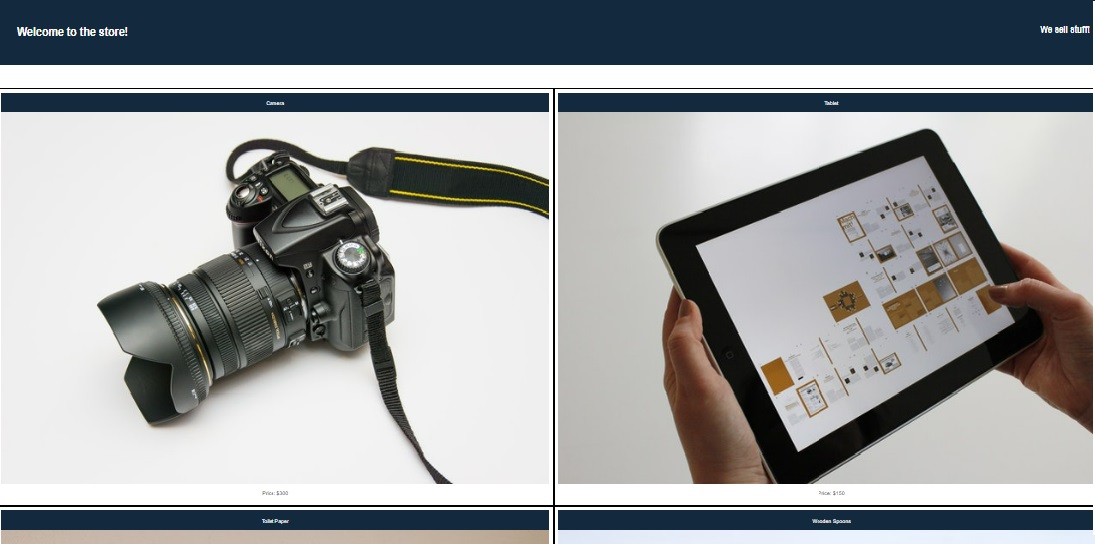 Welcome to the store!
We sell stuff!
Camera
Tablet
Price: $300
Price: $150
Toilet Paper
Wooden Spoons